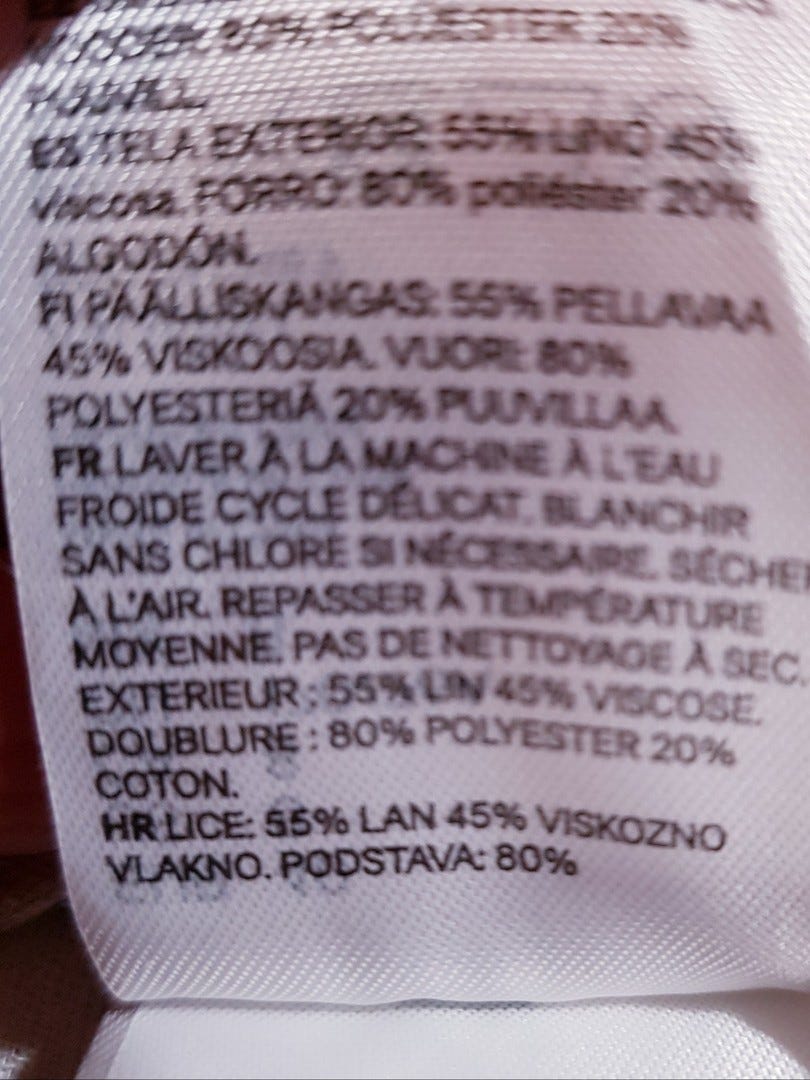 80% POLÜESTER 20%
PUUVILL.
ES TELA EXTERIOR: 55% LINO 45%
Viscosa. FORRO: 80% poliéster 20%
ALGODÓN.
FI PÄÄLLISKANGAS: 55% PELLAVAA
45% VISKOOSIA. VUORI: 80%
POLYESTERIÄ 20% PUUVILLAA.
FR LAVER À LA MACHINE À L'EAU
FROIDE CYCLE DÉLICAT. BLANCHIR
SANS CHLORE SI NÉCESSAIRE. SÉCHER
À L'AIR. REPASSER À TEMPÉRATURE
MOYENNE. PAS DE NETTOYAGE À SEC.
EXTERIEUR : 55% LIN 45% VISCOSE.
DOUBLURE : 80% POLYESTER 20%
COTON.
HR LICE: 55% LAN 45% VISKOZNO
VLAKNO. PODSTAVA: 80%